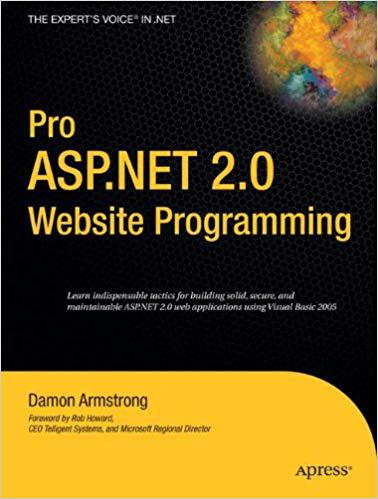 THE EXPERT'S VOICE® IN .NET
Pro
ASP.NET 2.0
Website Programming
Learn indispensable tactics for building solid, secure, and
maintainable ASP.NET 2.0 web applications using Visual Basic 2005
Damon Armstrong
Foreword by Rob Howard,
CEO Telligent Systems, and Microsoft Regional Director
Apress®